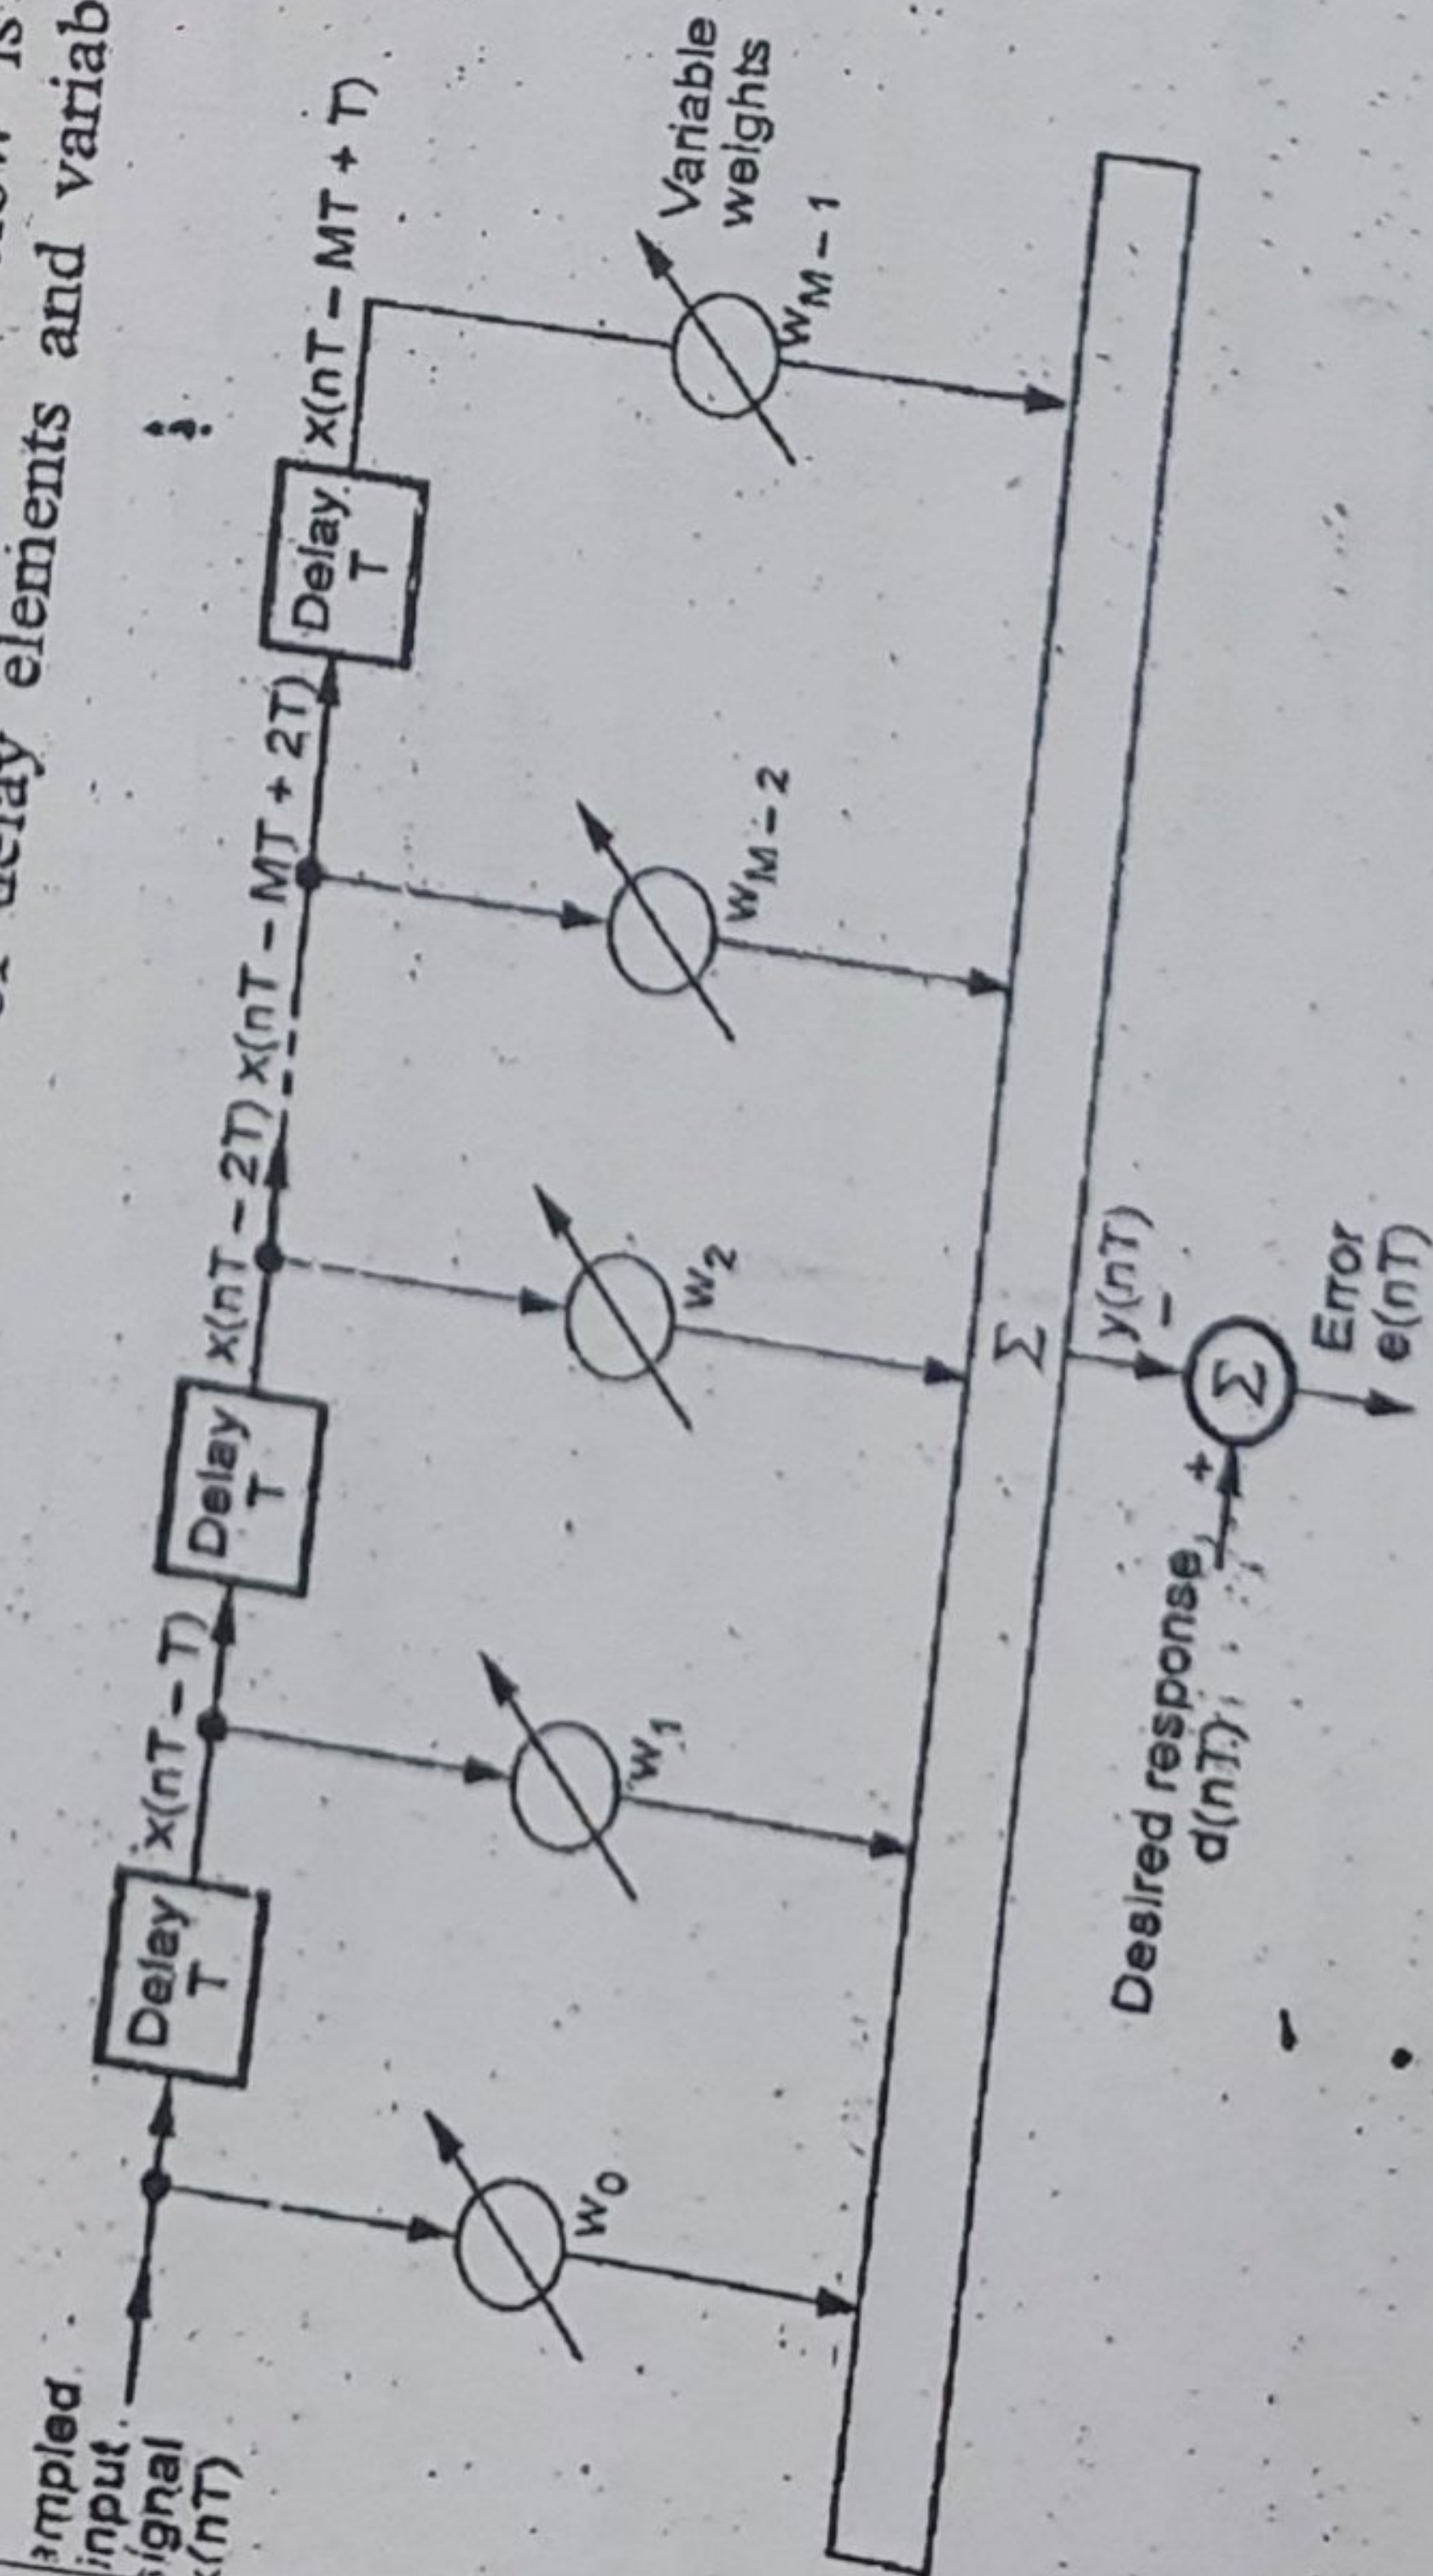 delay elements and variab
Sampled
input
signal
x(nT)
Delay
T
x(nT – T)
Delay
T
x(nT – 2T)
x(nT – MT + 2T)
Delay
T
x(nT – MT + T)
Variable
weights
w0
w1
w2
wM – 2
wM – 1
Σ
y(nT)
–
+
Σ
Desired response
d(nT)
Error
e(nT)